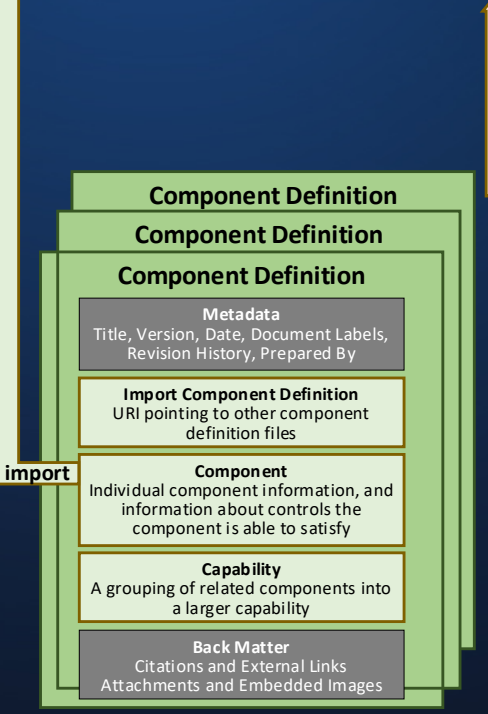 Component Definition
Component Definition
Component Definition
Metadata
Title, Version, Date, Document Labels,
Revision History, Prepared By
Import Component Definition
URI pointing to other component
definition files
import
Component
Individual component information, and
information about controls the
component is able to satisfy
Capability
A grouping of related components into
a larger capability
Back Matter
Citations and External Links
Attachments and Embedded Images